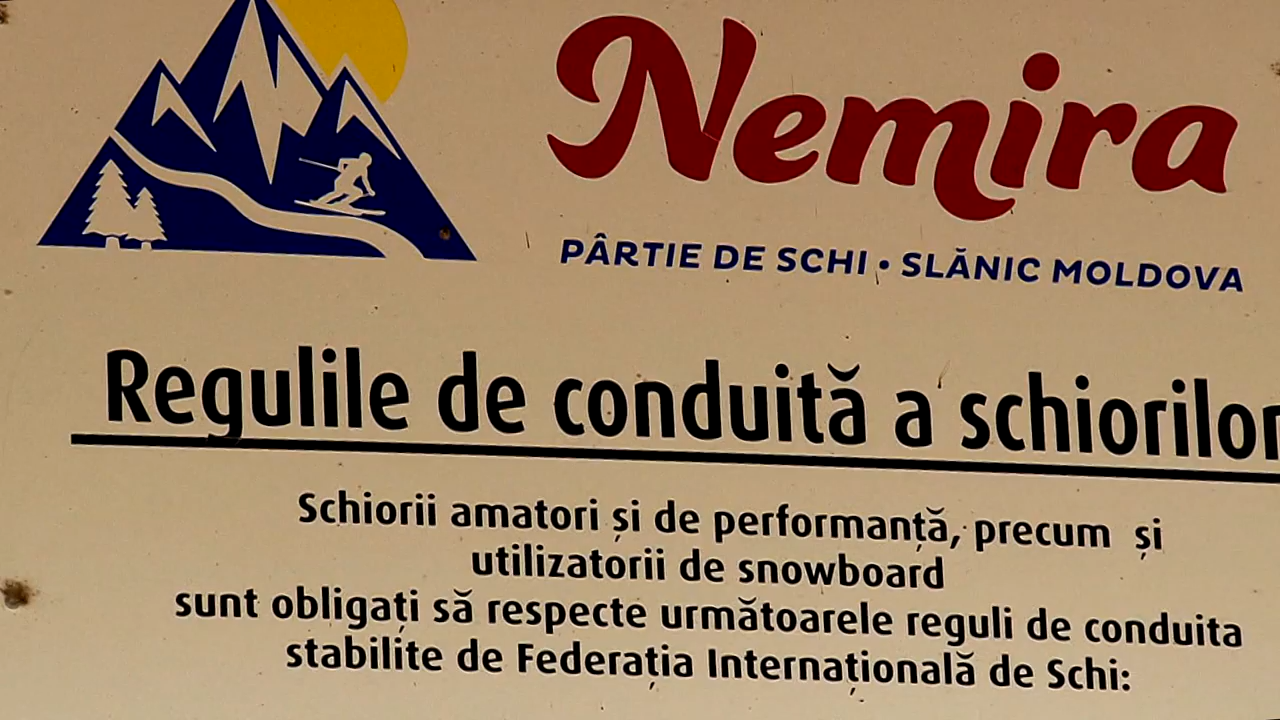 Nemira
PÂRTIE DE SCHI • SLĂNIC MOLDOVA
Regulile de conduită a schiorilor
Schiorii amatori și de performanță, precum și
utilizatorii de snowboard
sunt obligați să respecte următoarele reguli de conduita
stabilite de Federația Internațională de Schi: